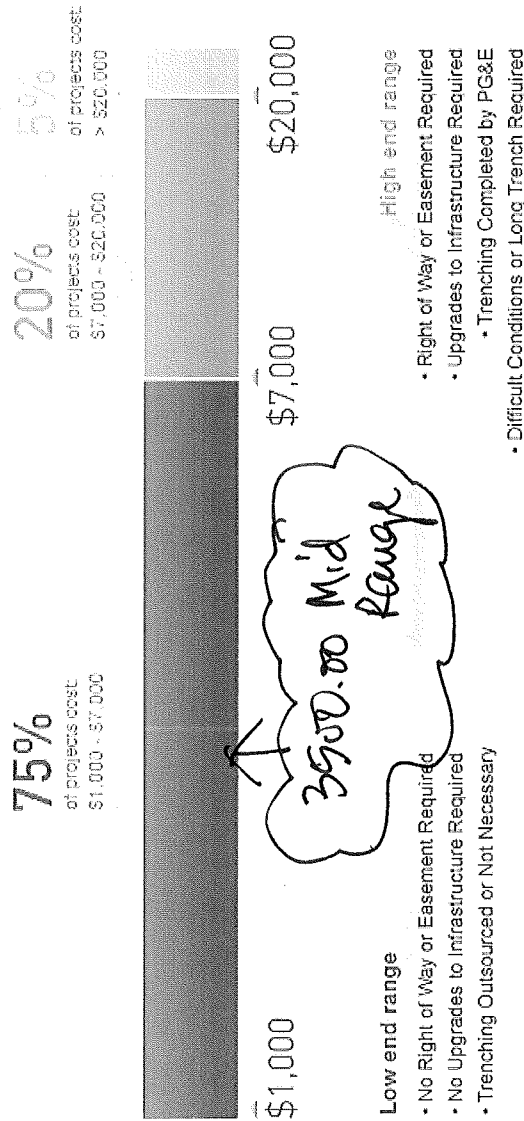 75%
of projects cost:
$1,000 - $7,000
20%
of projects cost:
$7,000 - $20,000
5%
of projects cost:
> $20,000
$1,000
$7,000
$20,000
3500.00 Mid
Range
Low end range
• No Right of Way or Easement Required
• No Upgrades to Infrastructure Required
• Trenching Outsourced or Not Necessary
High end range
• Right of Way or Easement Required
• Upgrades to Infrastructure Required
• Trenching Completed by PG&E
• Difficult Conditions or Long Trench Required